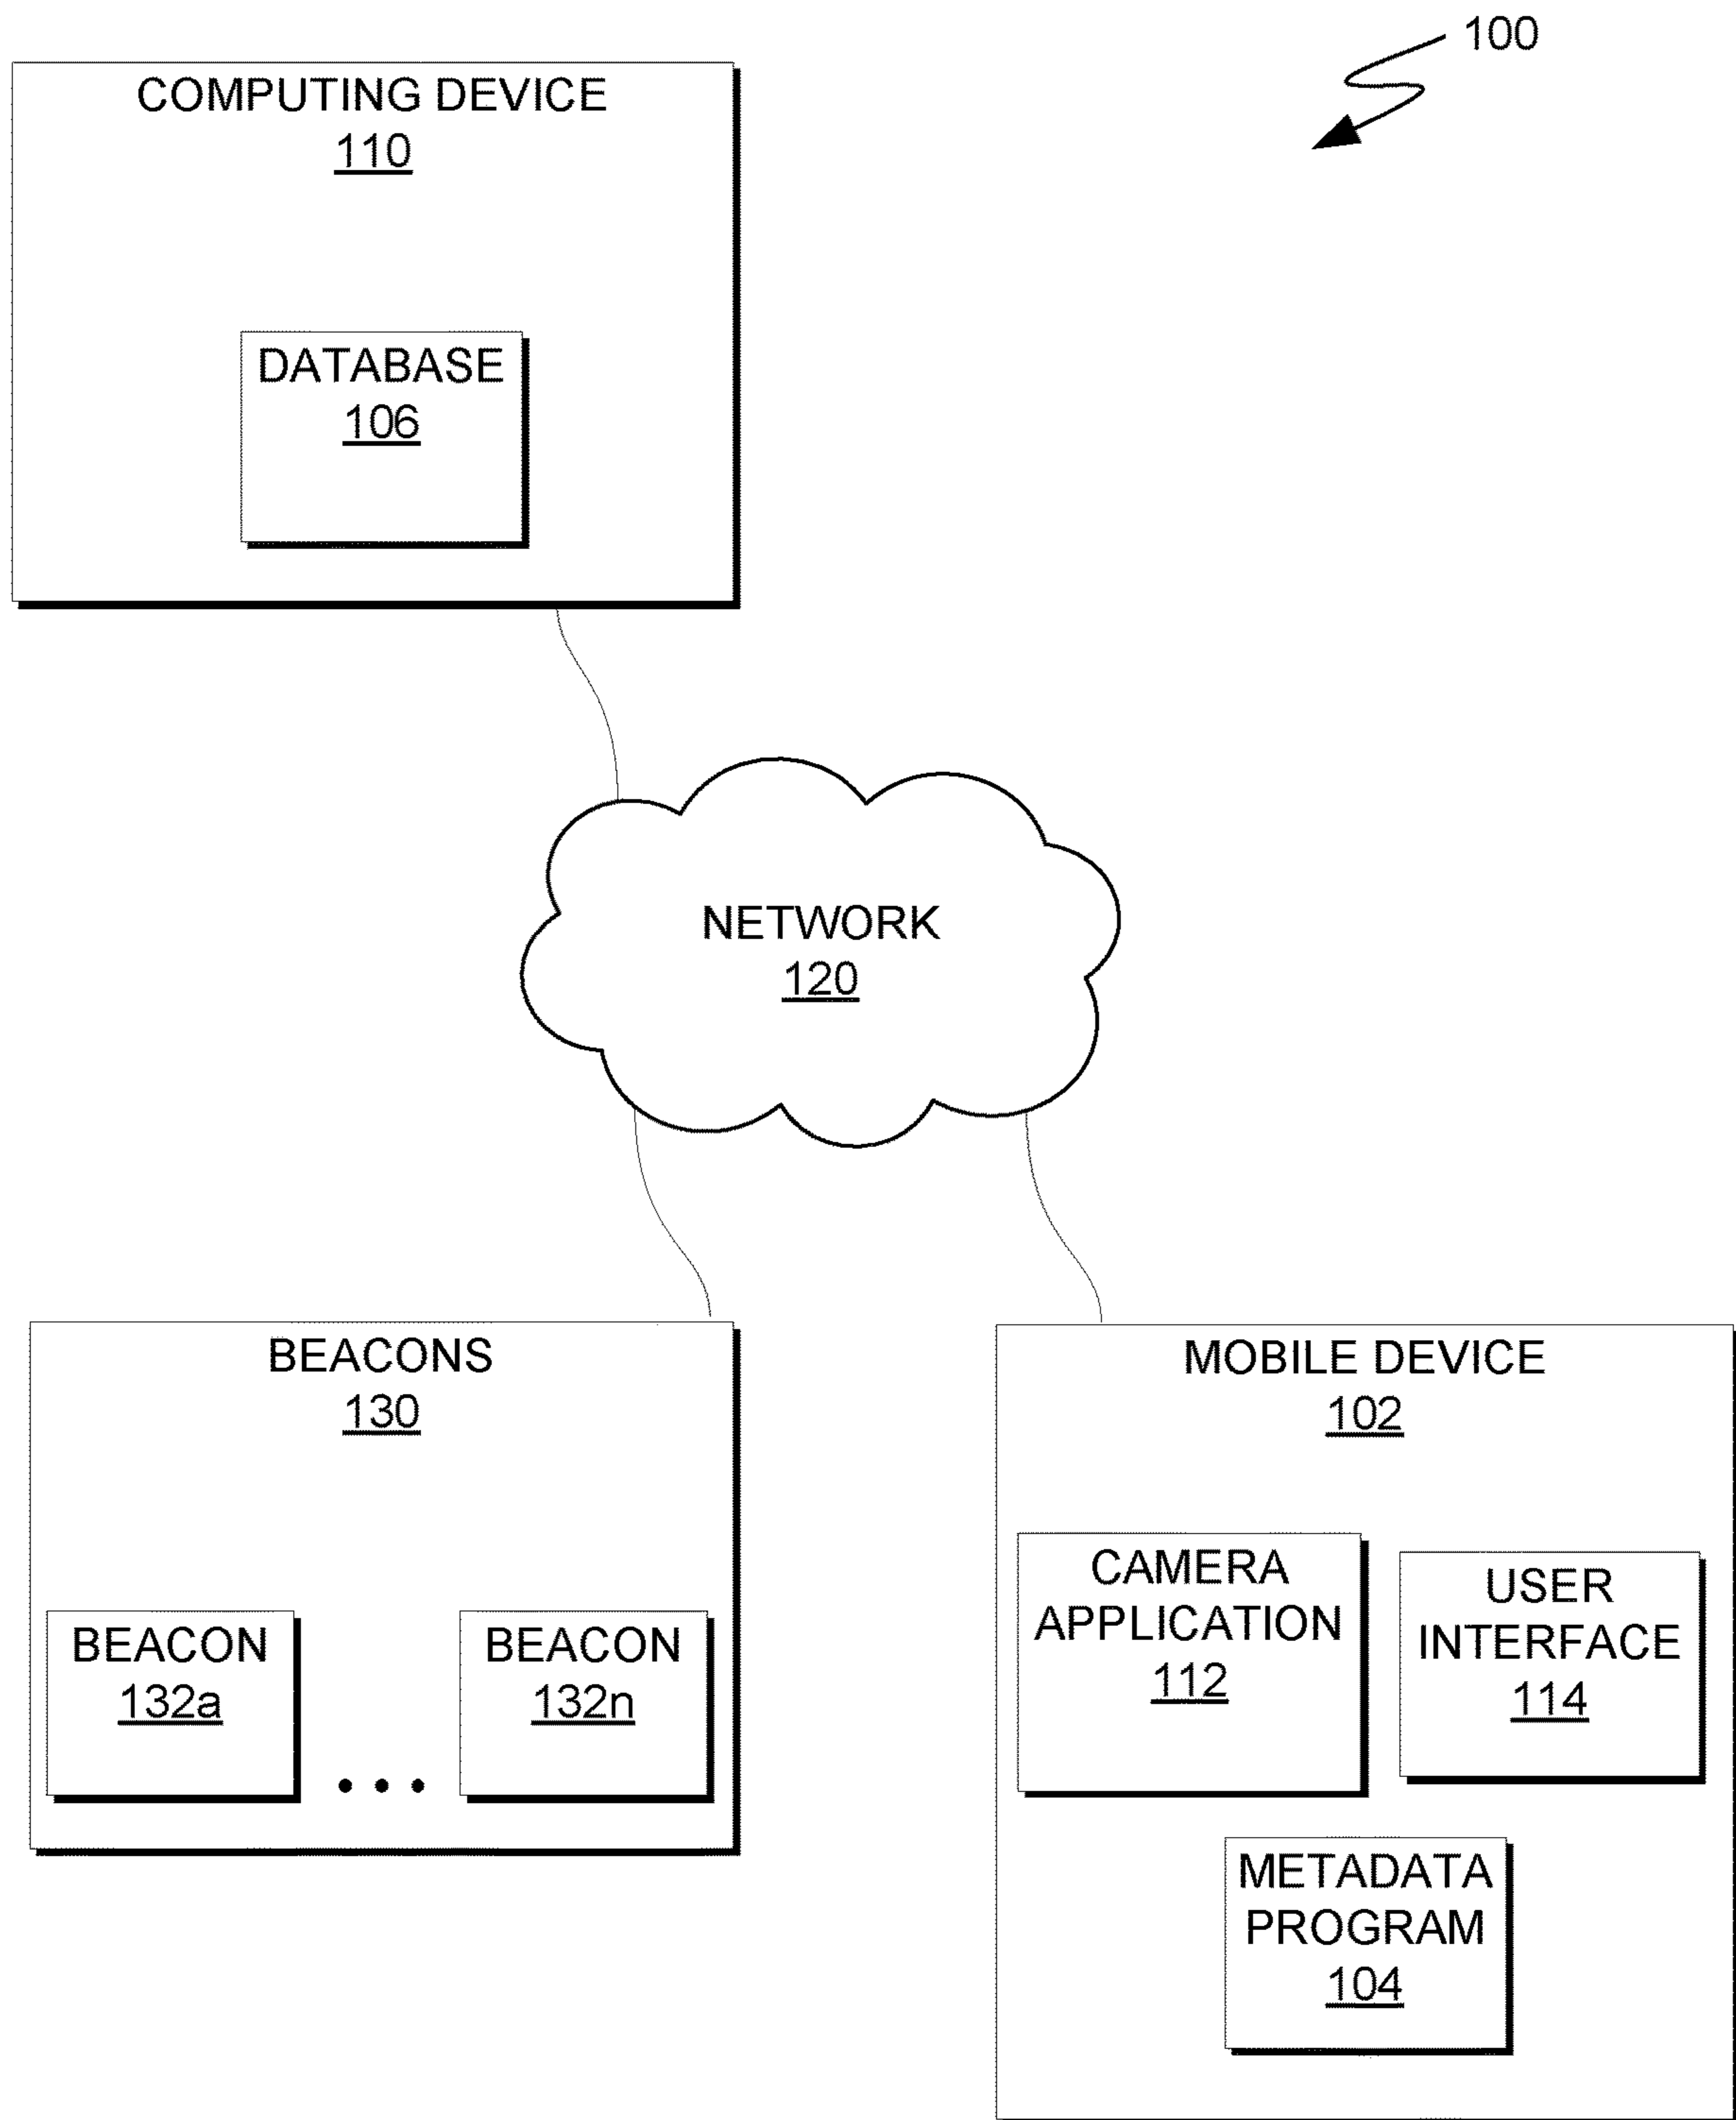 100
COMPUTING DEVICE
110
DATABASE
106
NETWORK
120
BEACONS
130
BEACON
132a
BEACON
132n
MOBILE DEVICE
102
CAMERA
APPLICATION
112
USER
INTERFACE
114
METADATA
PROGRAM
104